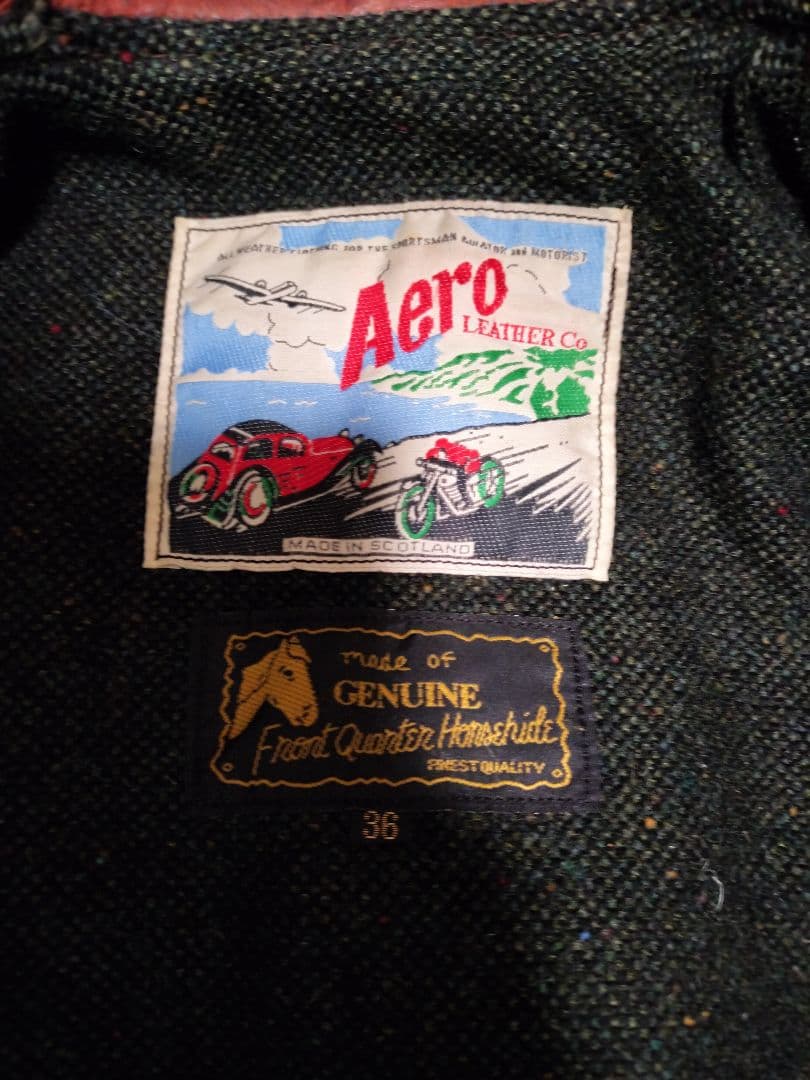 ALL WEATHER CLOTHING FOR THE SPORTSMAN AVIATOR AND MOTORIST
Aero
LEATHER Co
MADE IN SCOTLAND
made of
GENUINE
Front Quarter Horsehide
FINEST QUALITY
36